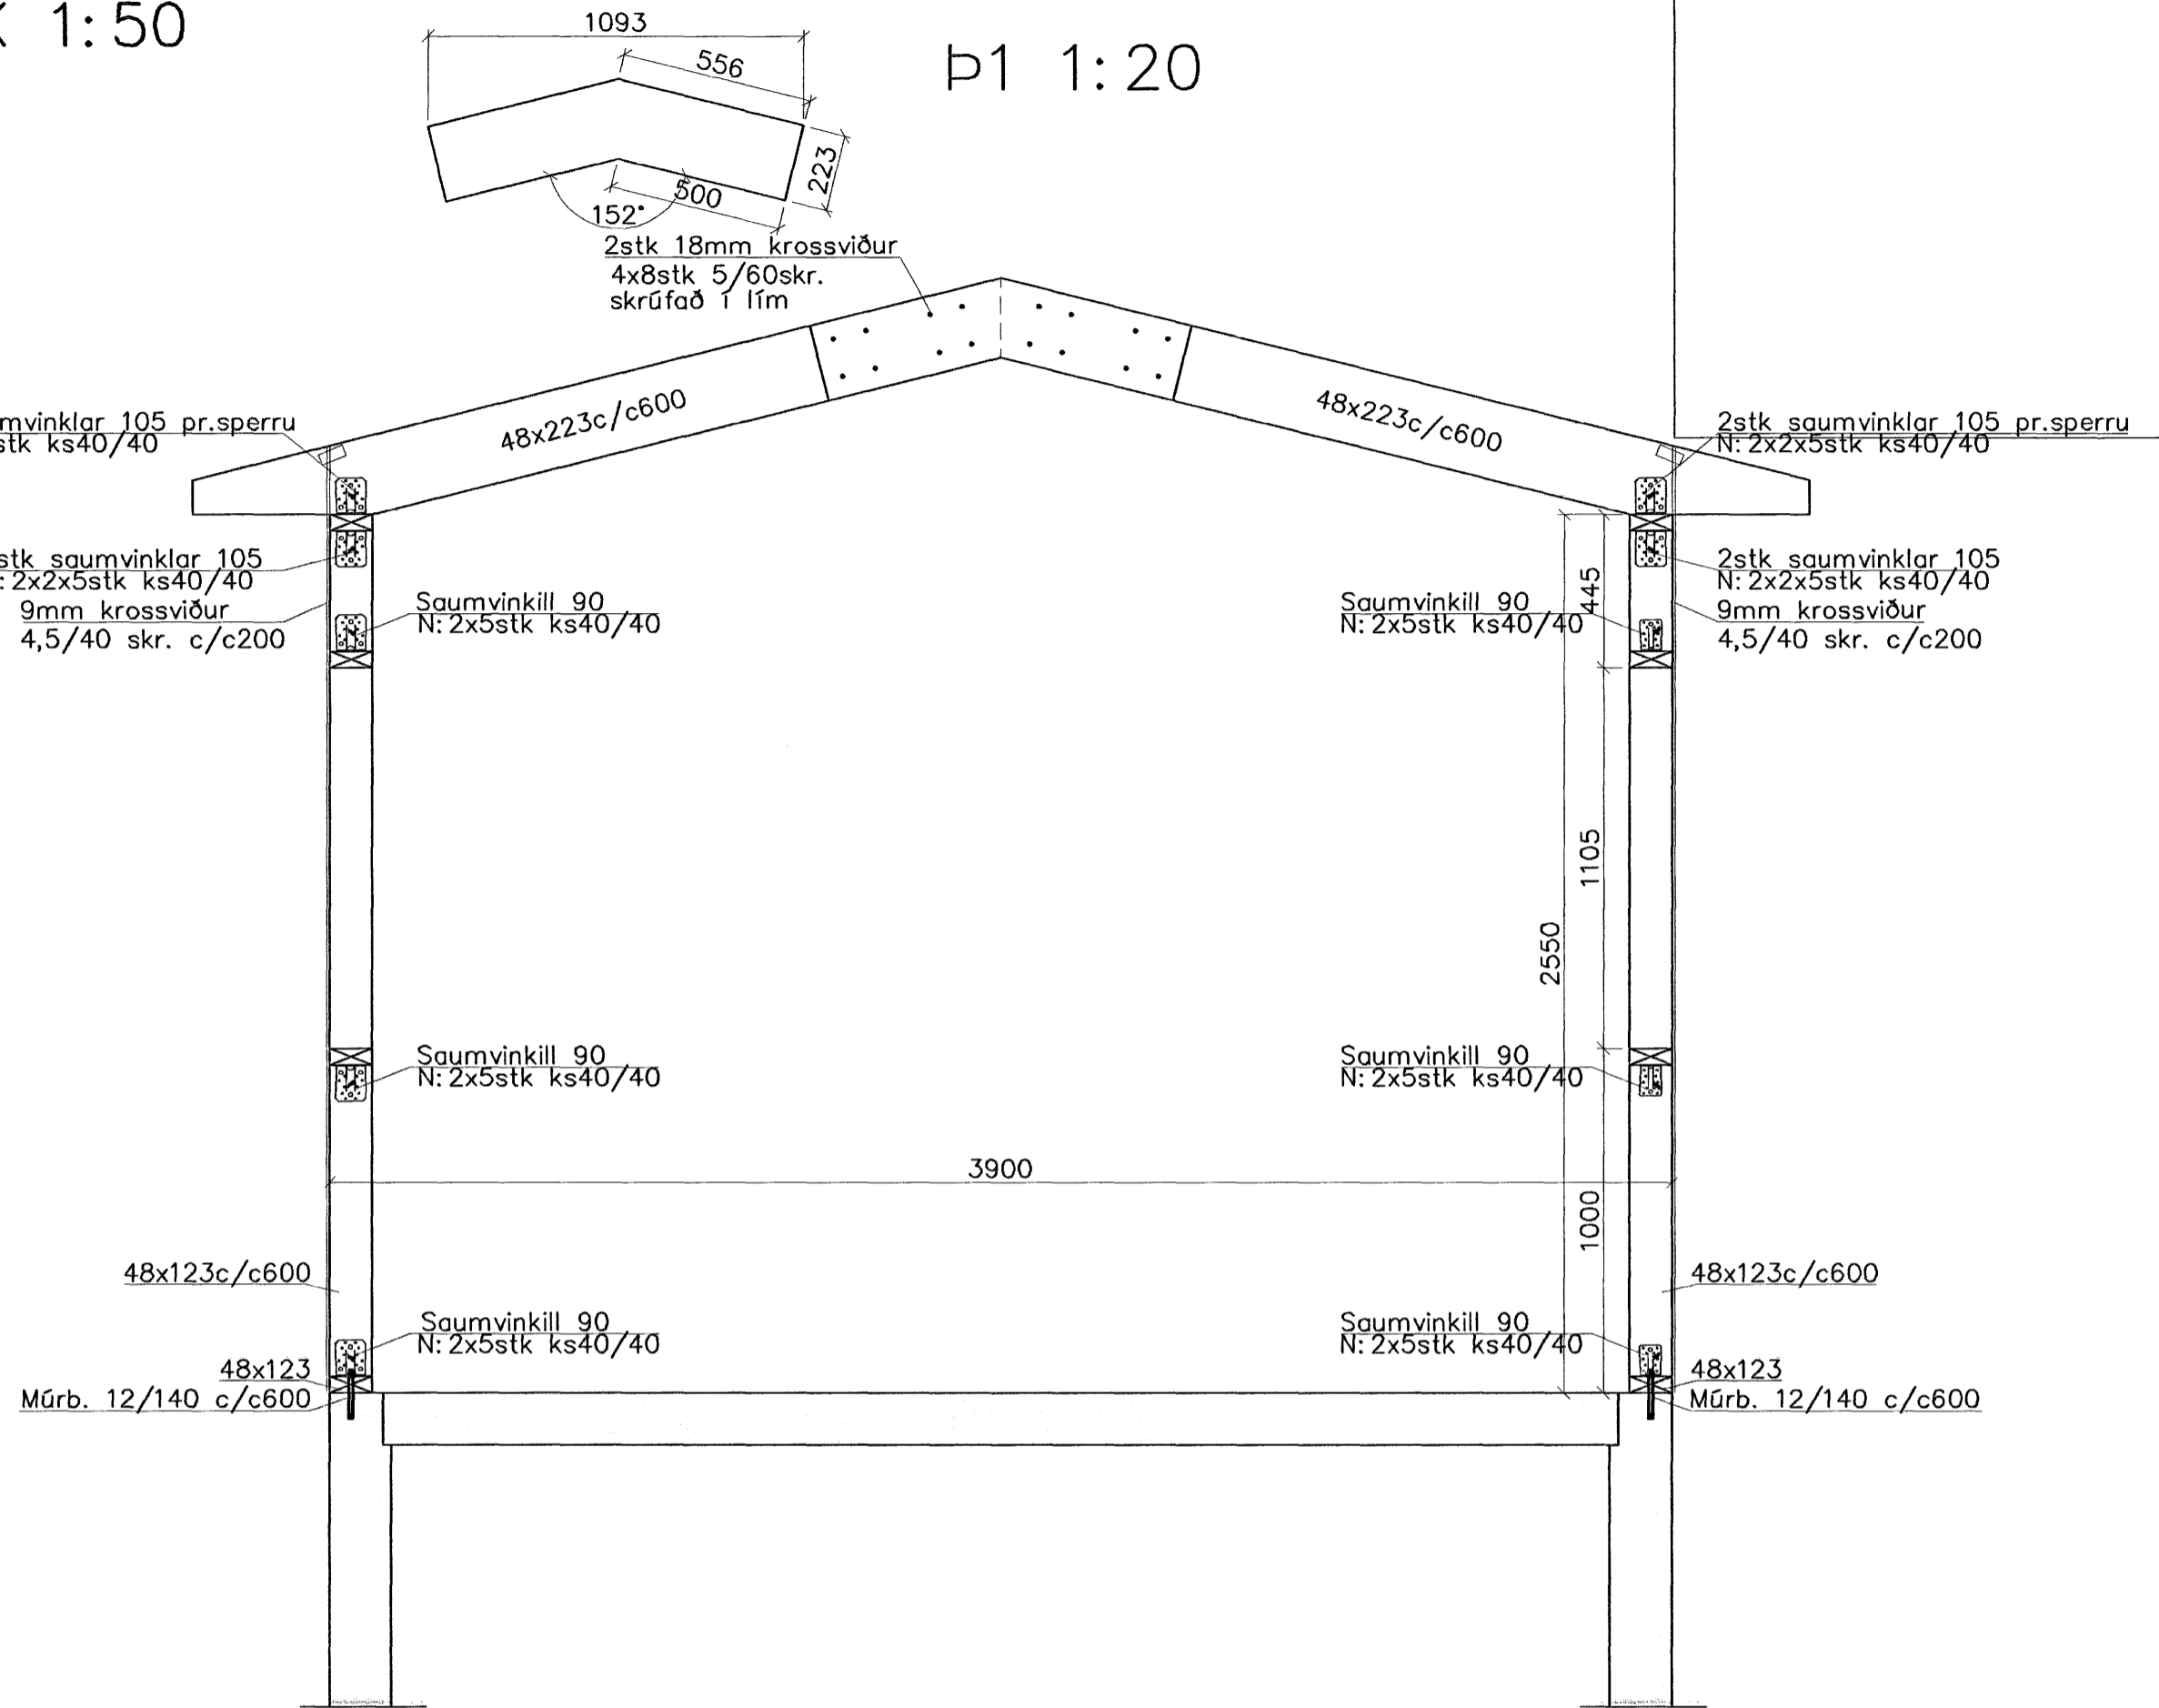 1:50
Þ1 1:20
1093
556
223
500
152°
2stk 18mm krossviður
4x8stk 5/60skr.
skrúfað í lím
48x223c/c600
48x223c/c600
pr.sperru
105
ks40/40
2stk saumvinklar 105 pr.sperru
N: 2x2x5stk ks40/40
saumvinklar 105
2x2x5stk ks40/40
9mm krossviður
4,5/40 skr. c/c200
Saumvinkill 90
N: 2x5stk ks40/40
Saumvinkill 90
N: 2x5stk ks40/40
445
2stk saumvinklar 105
N: 2x2x5stk ks40/40
9mm krossviður
4,5/40 skr. c/c200
1105
2550
Saumvinkill 90
N: 2x5stk ks40/40
Saumvinkill 90
N: 2x5stk ks40/40
3900
1000
48x123c/c600
48x123c/c600
Saumvinkill 90
N: 2x5stk ks40/40
Saumvinkill 90
N: 2x5stk ks40/40
48x123
Múrb. 12/140 c/c600
48x123
Múrb. 12/140 c/c600